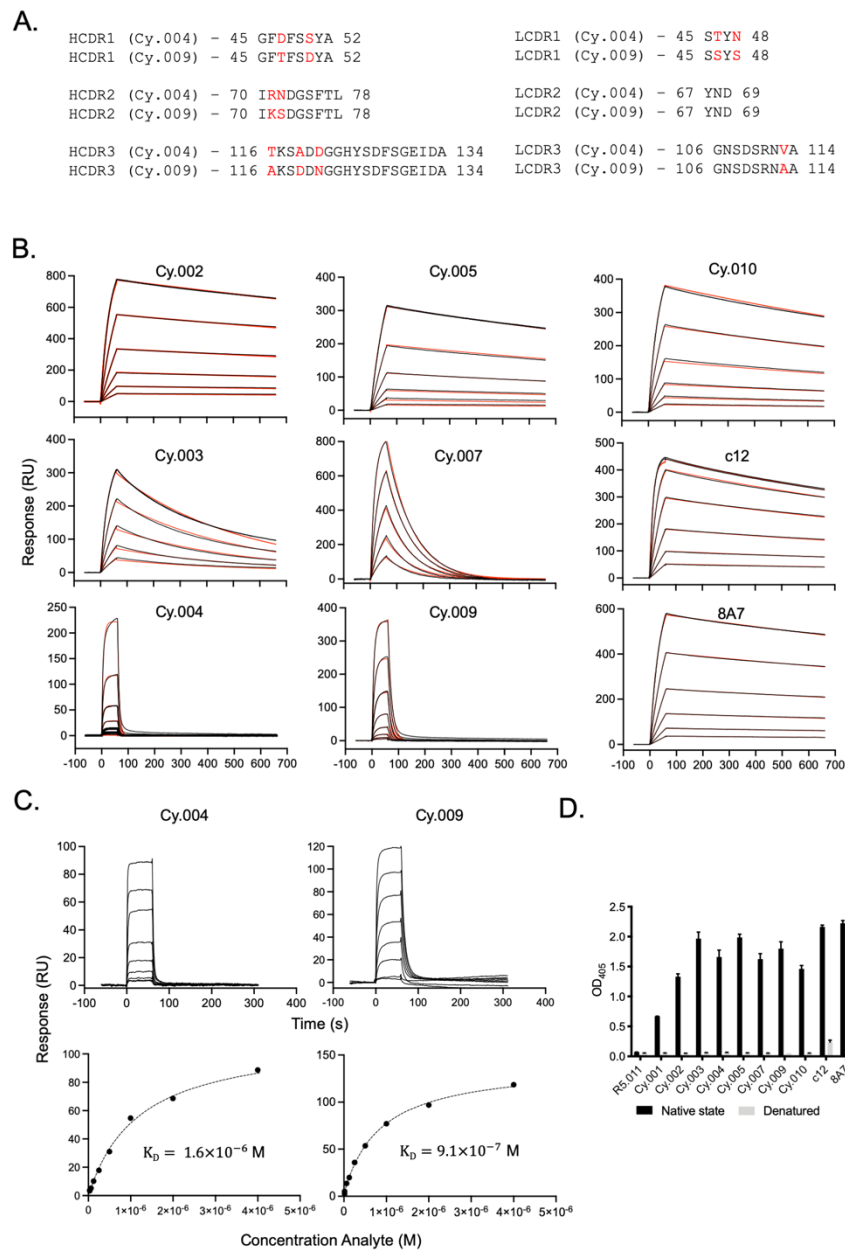 A.
HCDR1 (Cy.004) - 45 GFDFSSYA 52
HCDR1 (Cy.009) - 45 GFTFSDYA 52
HCDR2 (Cy.004) - 70 IRNDGSFTL 78
HCDR2 (Cy.009) - 70 IKSDGSFTL 78
HCDR3 (Cy.004) - 116 TKSADDGGHYSDFSGEIDA 134
HCDR3 (Cy.009) - 116 AKSDDNGGHYSDFSGEIDA 134
LCDR1 (Cy.004) - 45 STYN 48
LCDR1 (Cy.009) - 45 SSYS 48
LCDR2 (Cy.004) - 67 YND 69
LCDR2 (Cy.009) - 67 YND 69
LCDR3 (Cy.004) - 106 GNSDSRNVA 114
LCDR3 (Cy.009) - 106 GNSDSRNAA 114
B.
Response (RU)
Cy.002
800
600
400
200
0
Cy.005
400
300
200
100
0
Cy.010
400
300
200
100
0
Cy.003
400
300
200
100
0
Cy.007
800
600
400
200
0
c12
500
400
300
200
100
0
Cy.004
250
200
150
100
50
0
-100 0 100 200 300 400 500 600 700
Cy.009
400
300
200
100
0
-100 0 100 200 300 400 500 600 700
8A7
600
400
200
0
-100 0 100 200 300 400 500 600 700
C.
Response (RU)
Cy.004
100
80
60
40
20
0
-100 0 100 200 300 400
Cy.009
120
100
80
60
40
20
0
-100 0 100 200 300 400
Time (s)
100
80
60
40
20
0
K_D = 1.6×10⁻⁶ M
0 1×10⁻⁶ 2×10⁻⁶ 3×10⁻⁶ 4×10⁻⁶ 5×10⁻⁶
150
100
50
0
K_D = 9.1×10⁻⁷ M
0 1×10⁻⁶ 2×10⁻⁶ 3×10⁻⁶ 4×10⁻⁶ 5×10⁻⁶
Concentration Analyte (M)
D.
OD₄₀₅
2.5
2.0
1.5
1.0
0.5
0.0
R5.011 Cy.001 Cy.002 Cy.003 Cy.004 Cy.005 Cy.007 Cy.009 Cy.010 c12 8A7
Native state Denatured